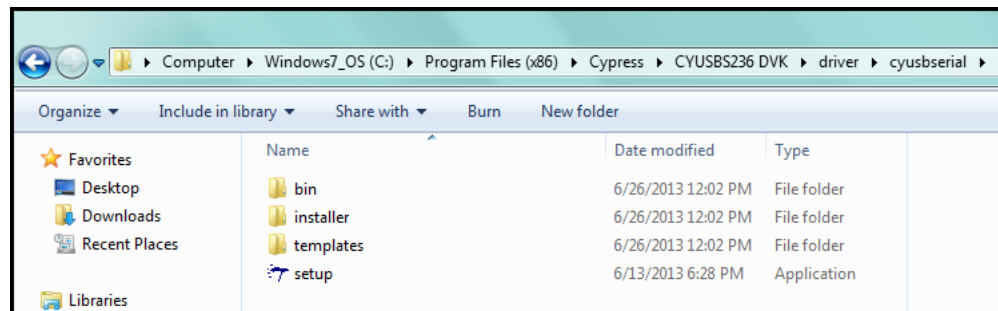 Computer Windows7_OS (C:) Program Files (x86) Cypress CYUSBS236 DVK driver cyusbserial
Organize Include in library Share with Burn New folder
Favorites
Desktop
Downloads
Recent Places
Libraries
Name Date modified Type
bin 6/26/2013 12:02 PM File folder
installer 6/26/2013 12:02 PM File folder
templates 6/26/2013 12:02 PM File folder
setup 6/13/2013 6:28 PM Application